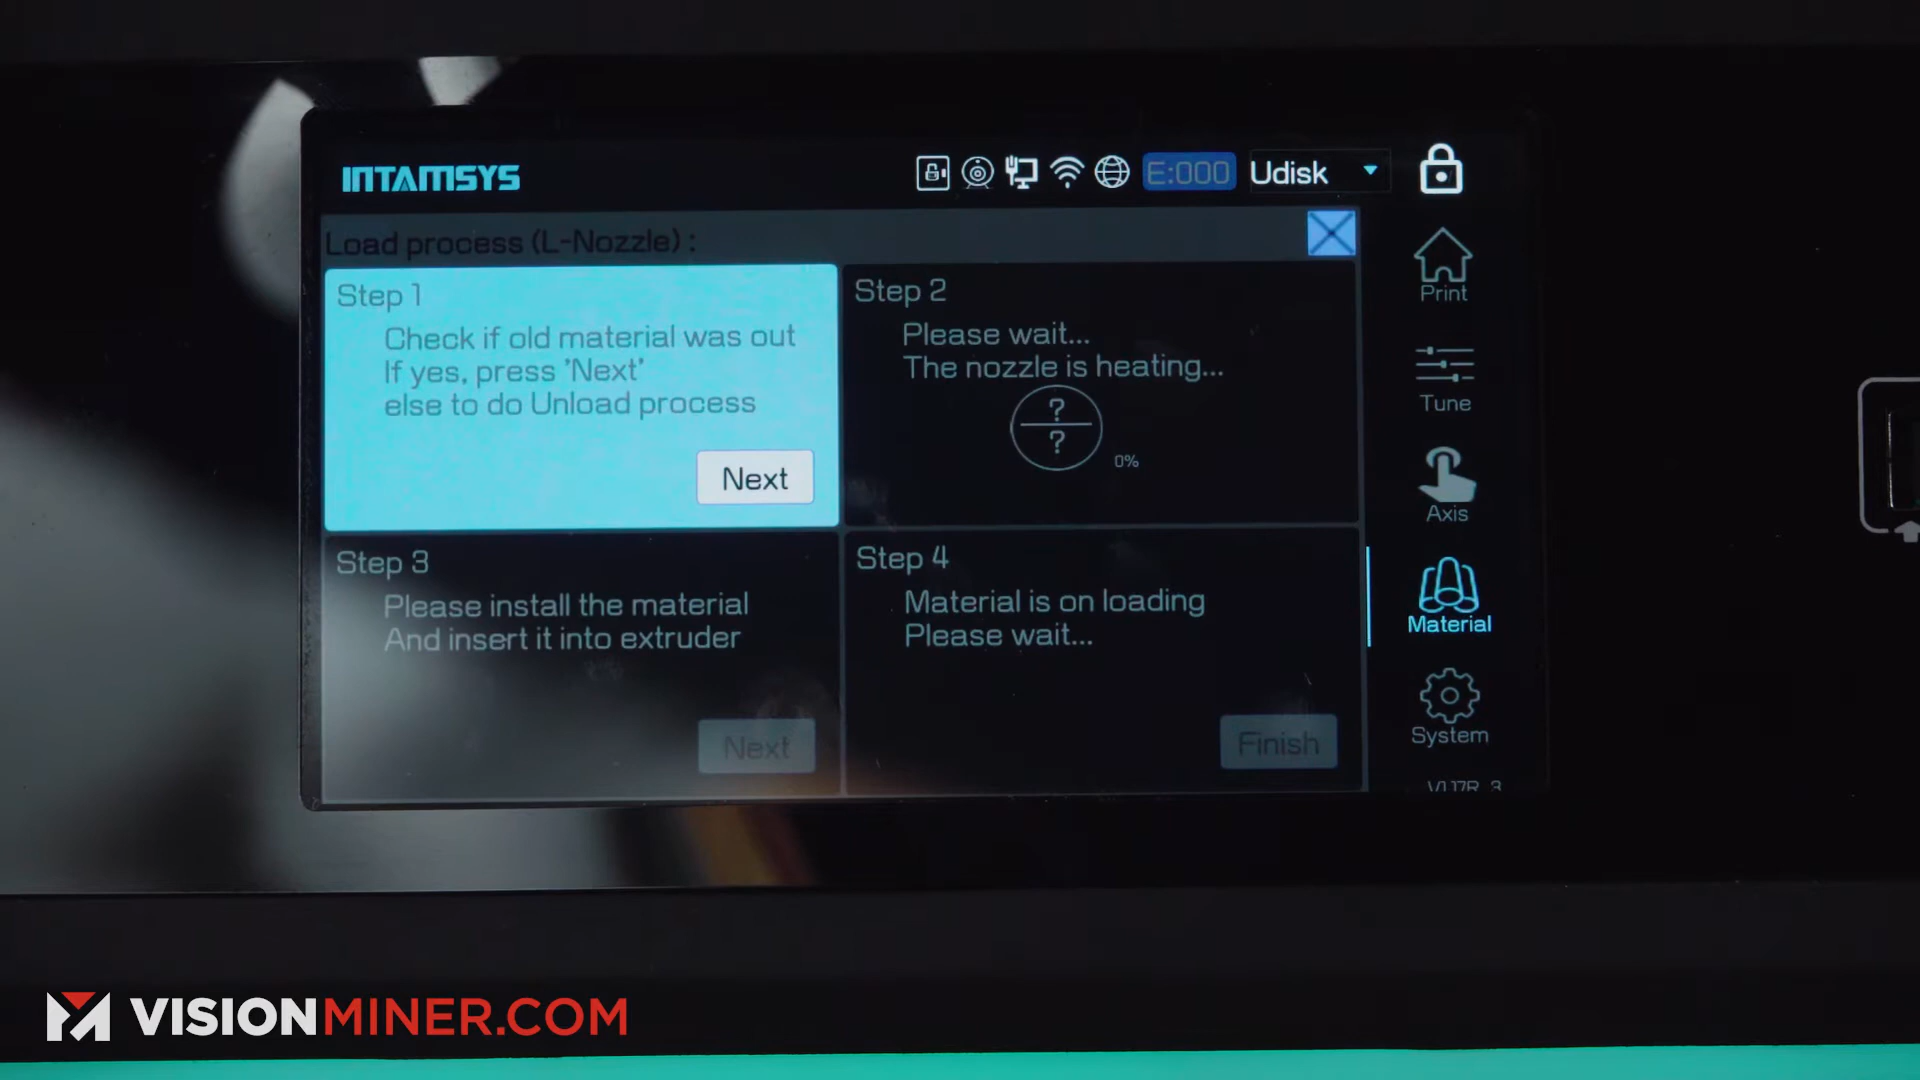 INTAMSYS
E:000 Udisk
Load process (L-Nozzle) :
Step 1
Check if old material was out
If yes, press 'Next'
else to do Unload process
Next
Step 2
Please wait...
The nozzle is heating...
?
?
0%
Step 3
Please install the material
And insert it into extruder
Next
Step 4
Material is on loading
Please wait...
Finish
Print
Tune
Axis
Material
System
VISIONMINER.COM